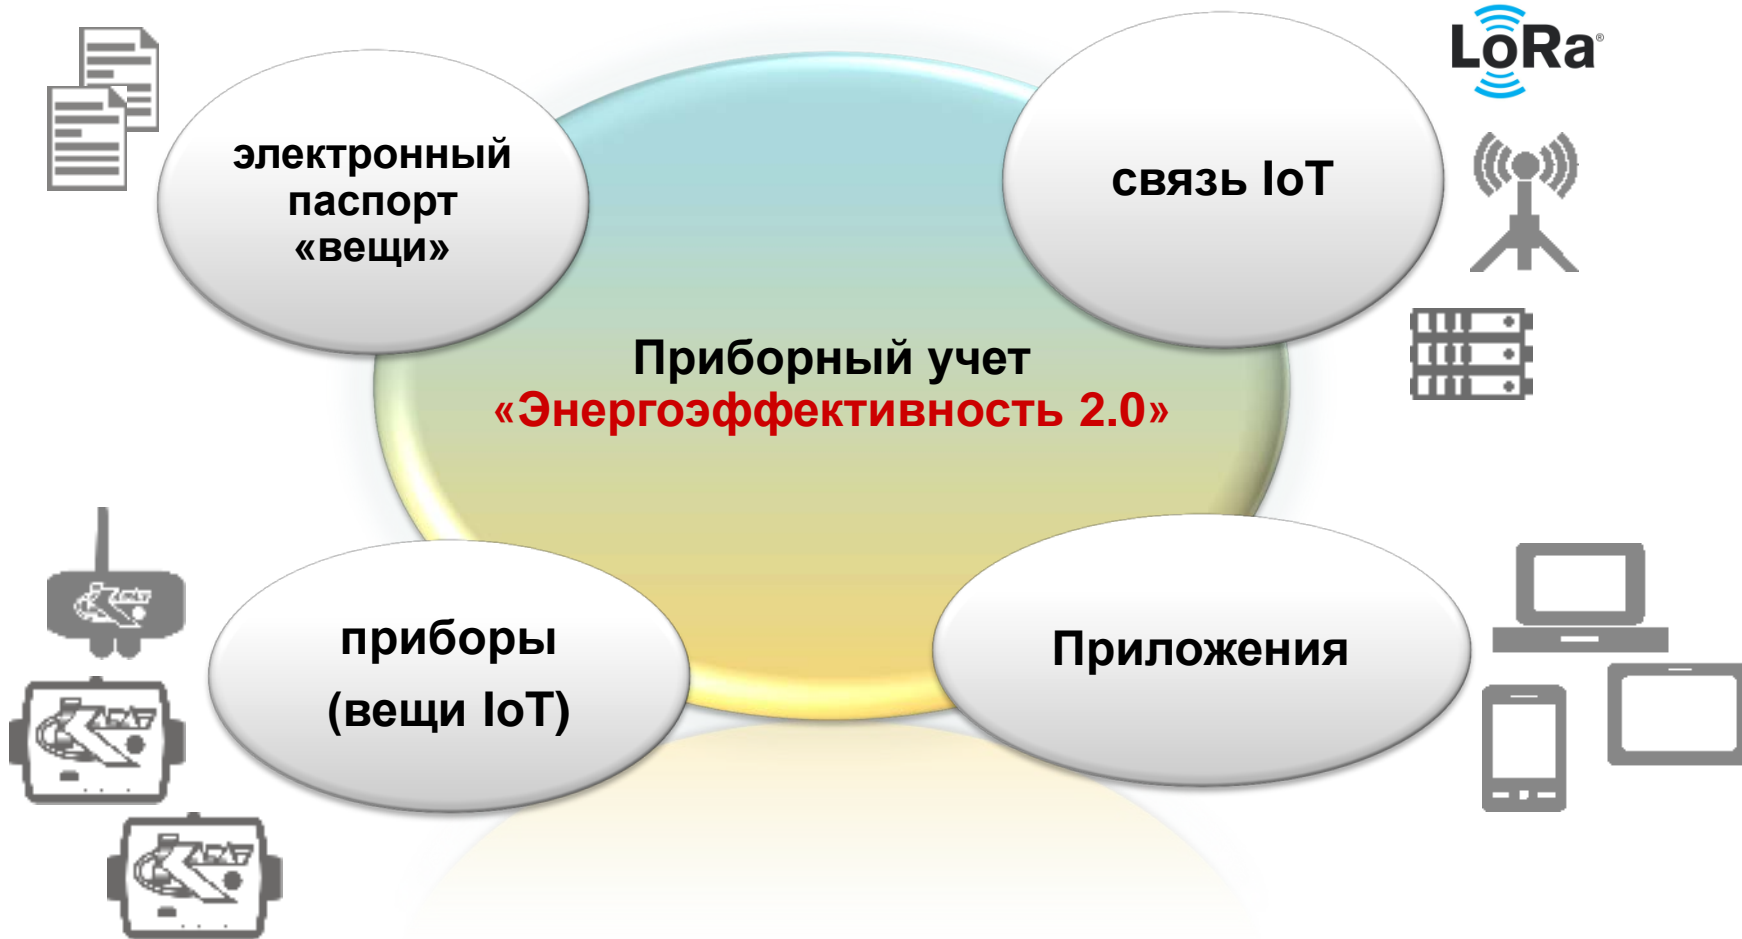 LoRa®
электронный
паспорт
«вещи»
связь IoT
Приборный учет
«Энергоэффективность 2.0»
приборы
(вещи IoT)
Приложения